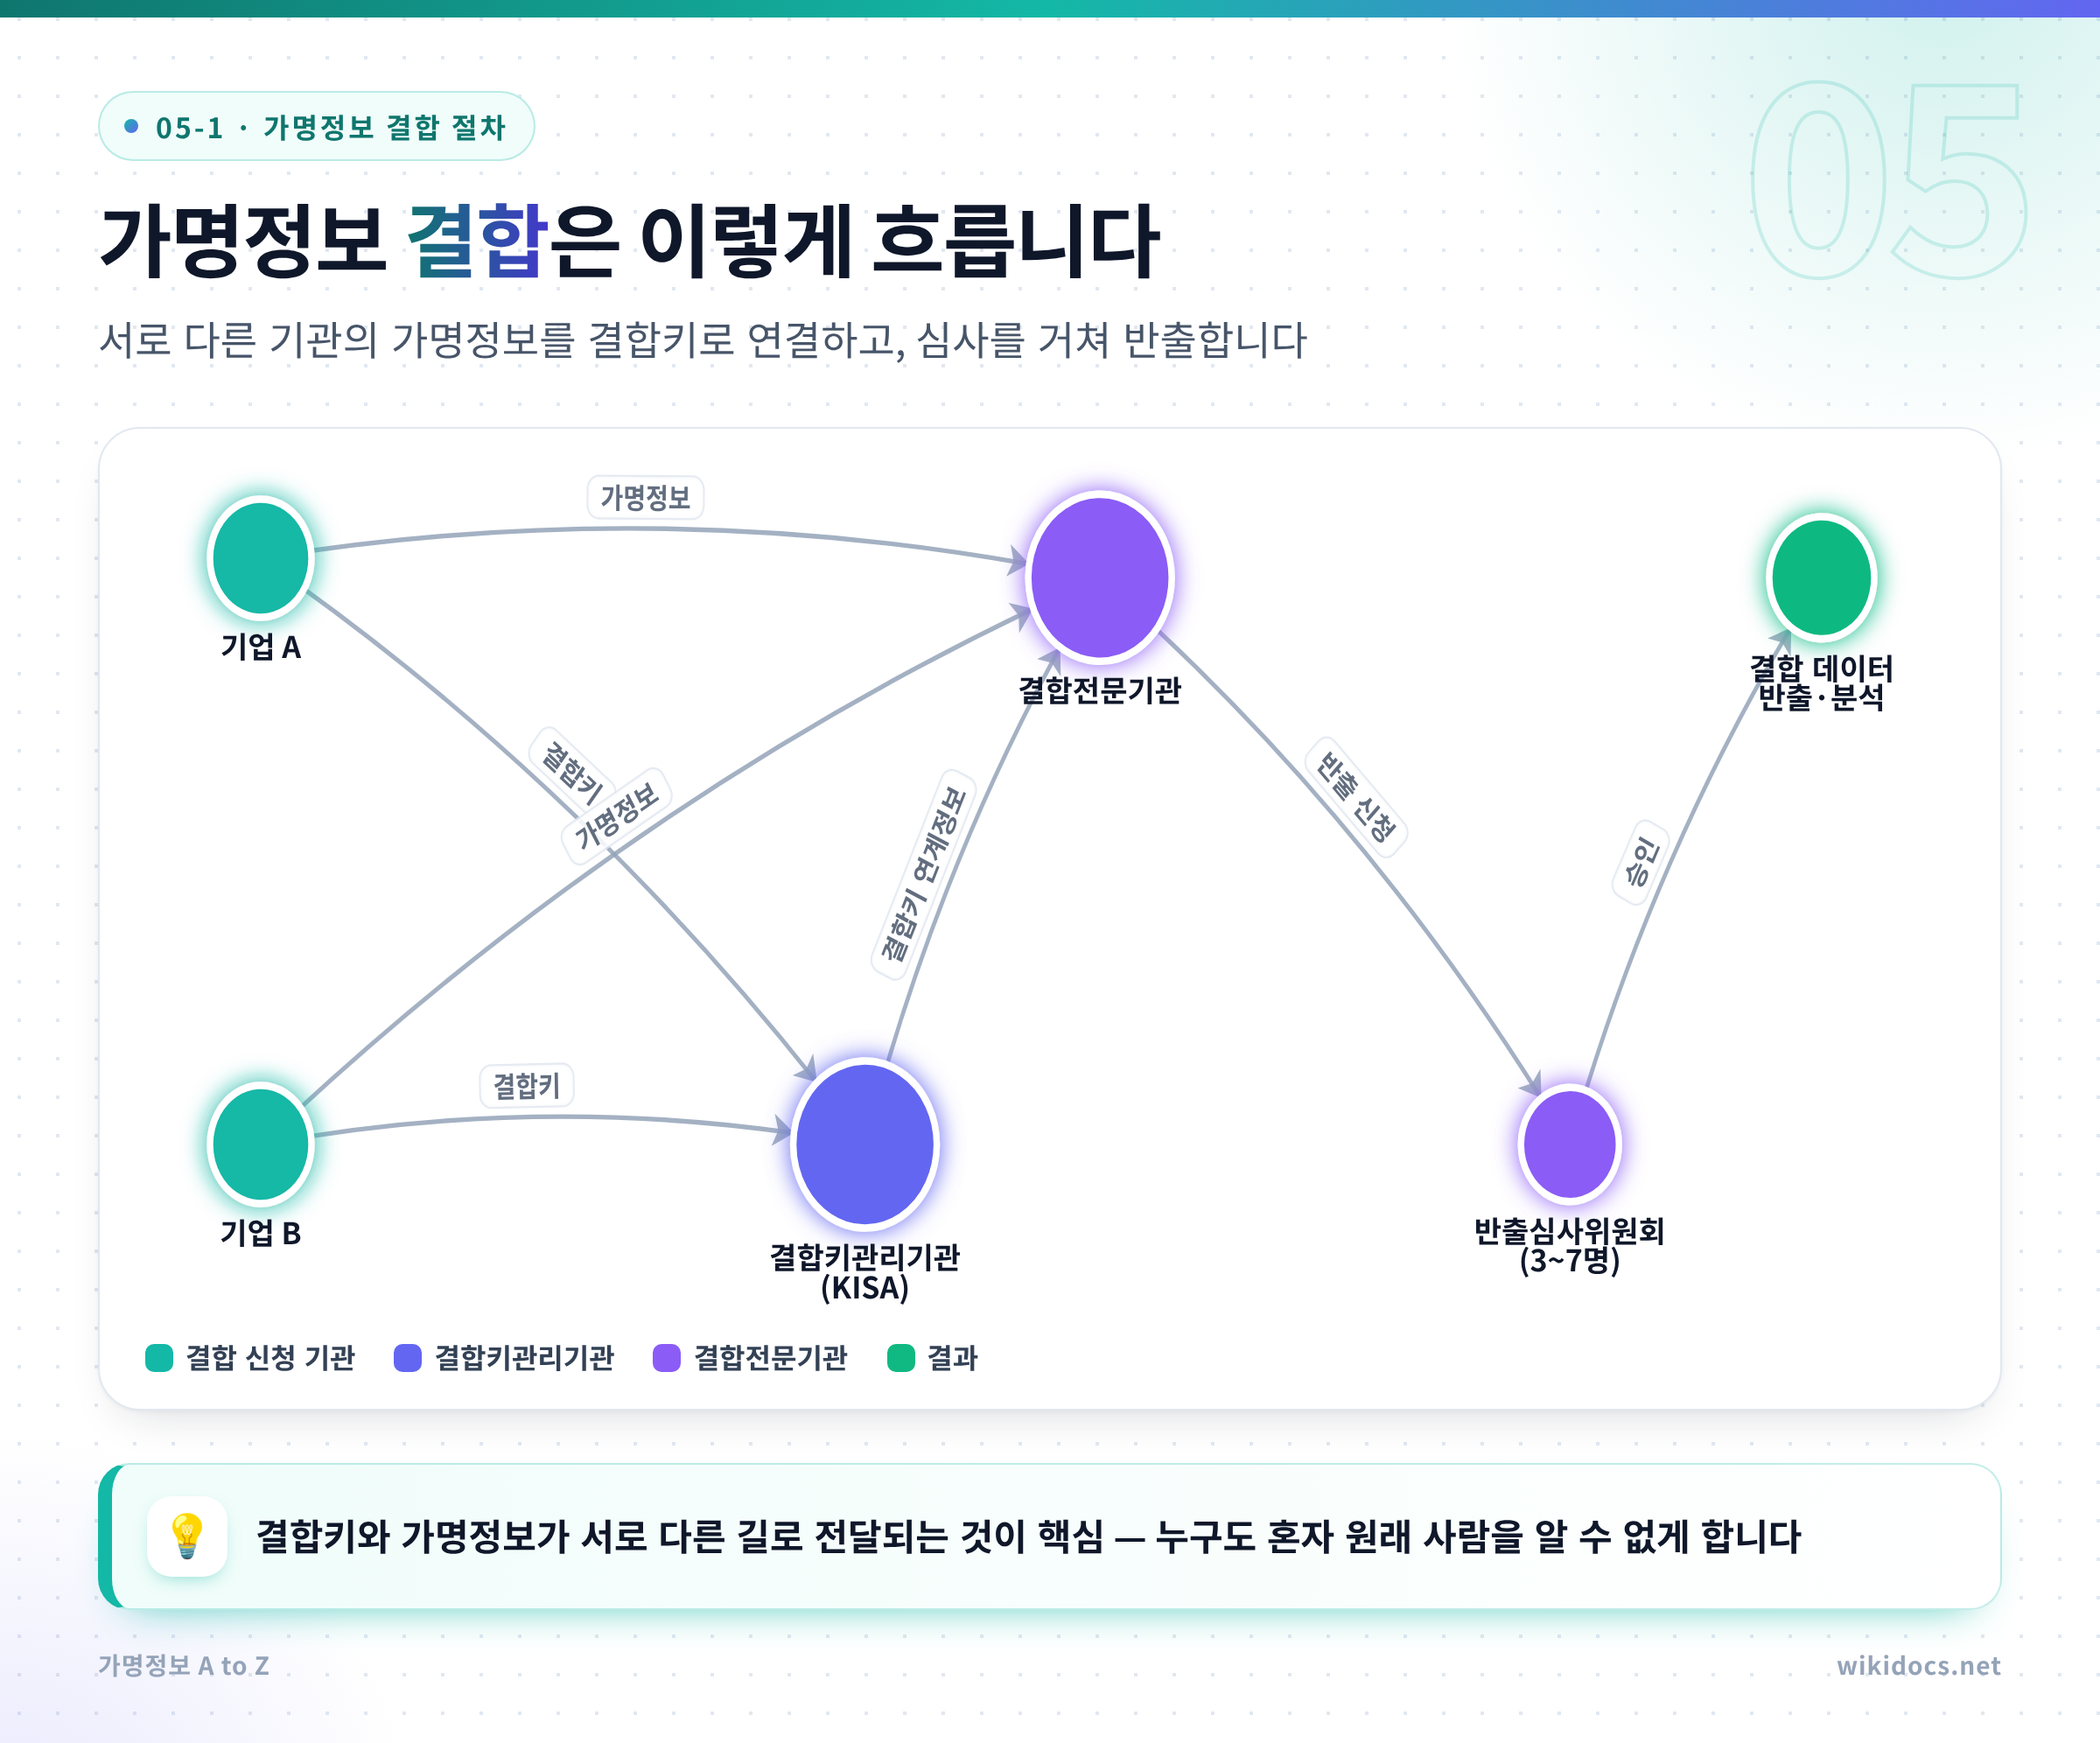 05
05-1 · 가명정보 결합 절차
가명정보 결합은 이렇게 흐릅니다
서로 다른 기관의 가명정보를 결합키로 연결하고, 심사를 거쳐 반출합니다
가명정보
기업 A
결합전문기관
결합 데이터
반출·분석
결합키
가명정보
결합키 연계정보
반출 신청
승인
결합키
기업 B
결합키관리기관
(KISA)
반출심사위원회
(3~7명)
결합 신청 기관
결합키관리기관
결합전문기관
결과
💡 결합키와 가명정보가 서로 다른 길로 전달되는 것이 핵심 — 누구도 혼자 원래 사람을 알 수 없게 합니다
가명정보 A to Z
wikidocs.net